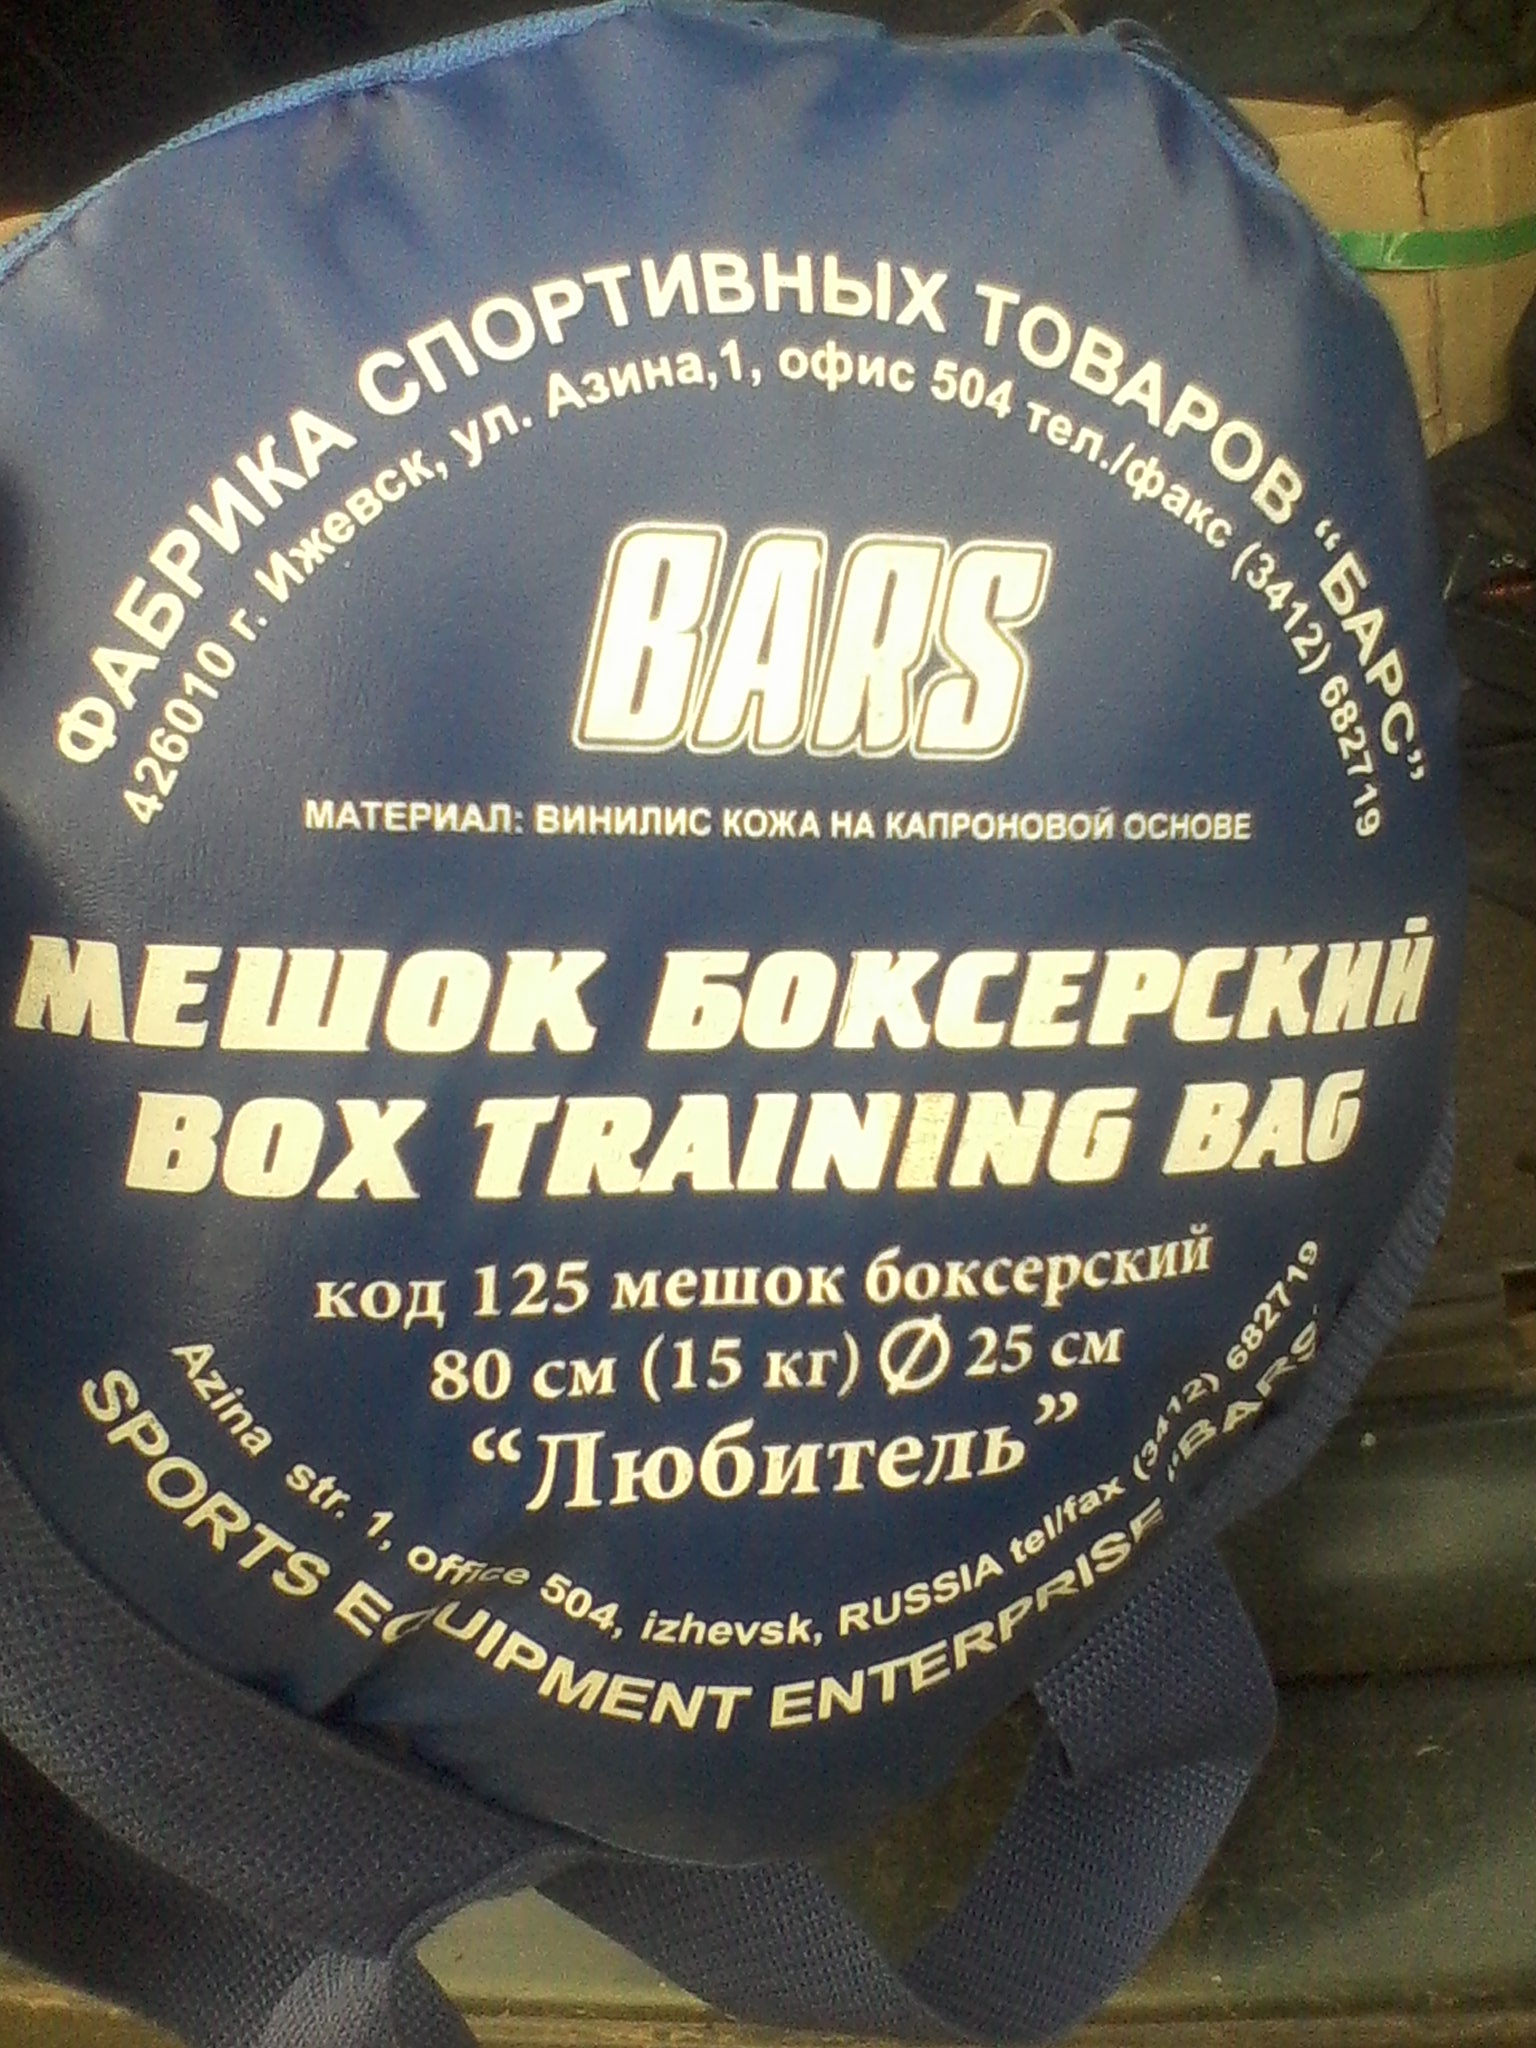 ФАБРИКА СПОРТИВНЫХ ТОВАРОВ “БАРС”
426010 г. Ижевск, ул. Азина,1, офис 504 тел./факс (3412) 682719
BARS
МАТЕРИАЛ: ВИНИЛИС КОЖА НА КАПРОНОВОЙ ОСНОВЕ
МЕШОК БОКСЕРСКИЙ
BOX TRAINING BAG
код 125 мешок боксерский
80 см (15 кг) Ø 25 см
“Любитель”
Azina str. 1, office 504, izhevsk, RUSSIA tel/fax (3412) 682719
SPORTS EQUIPMENT ENTERPRISE “BARS